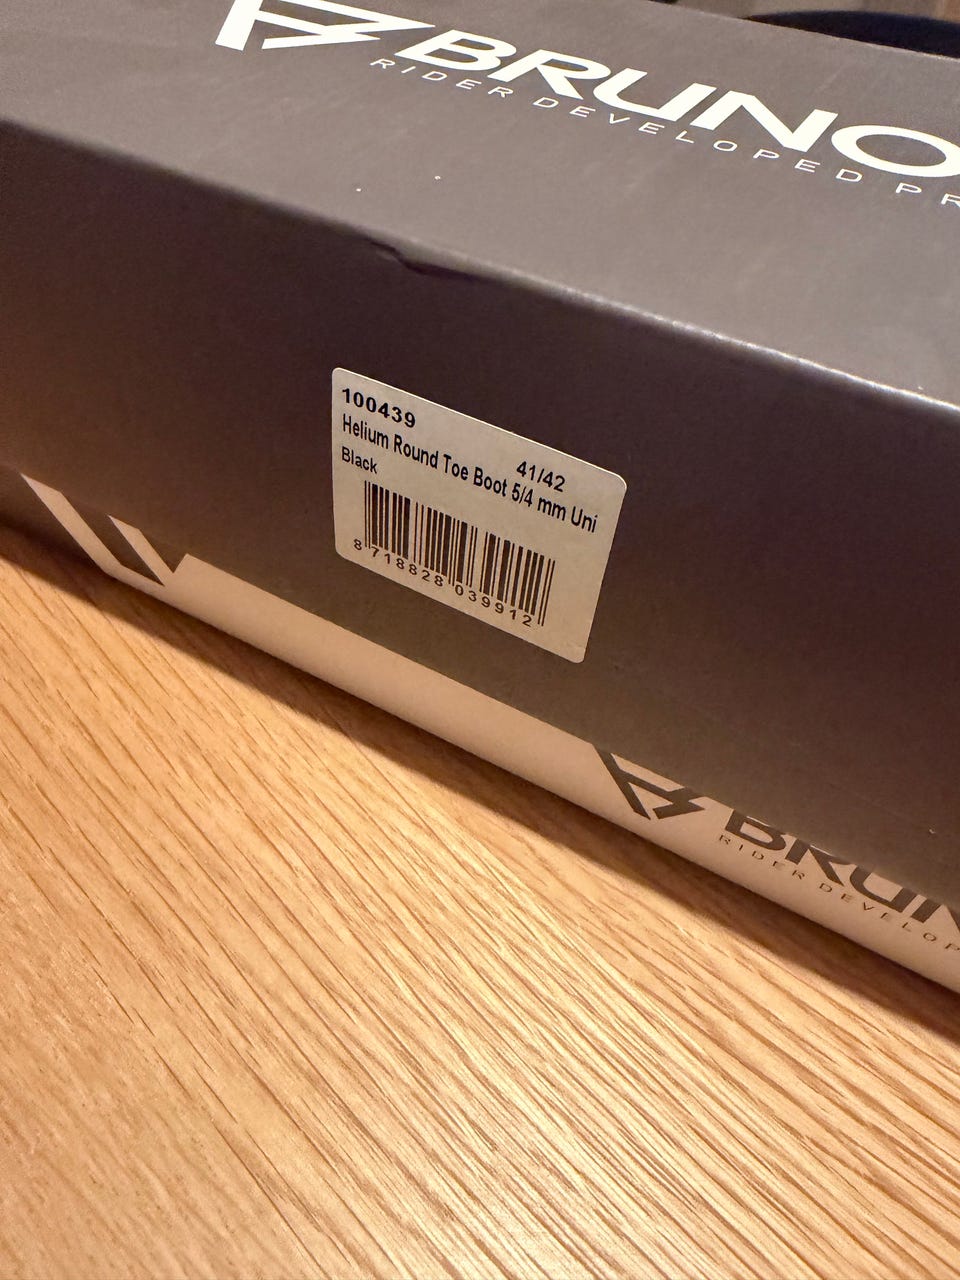 BRUNO
RIDER DEVELOPED PR
100439
41/42
Helium Round Toe Boot 5/4 mm Uni
Black
8 718828 039912
BRUN
RIDER DEVELOP